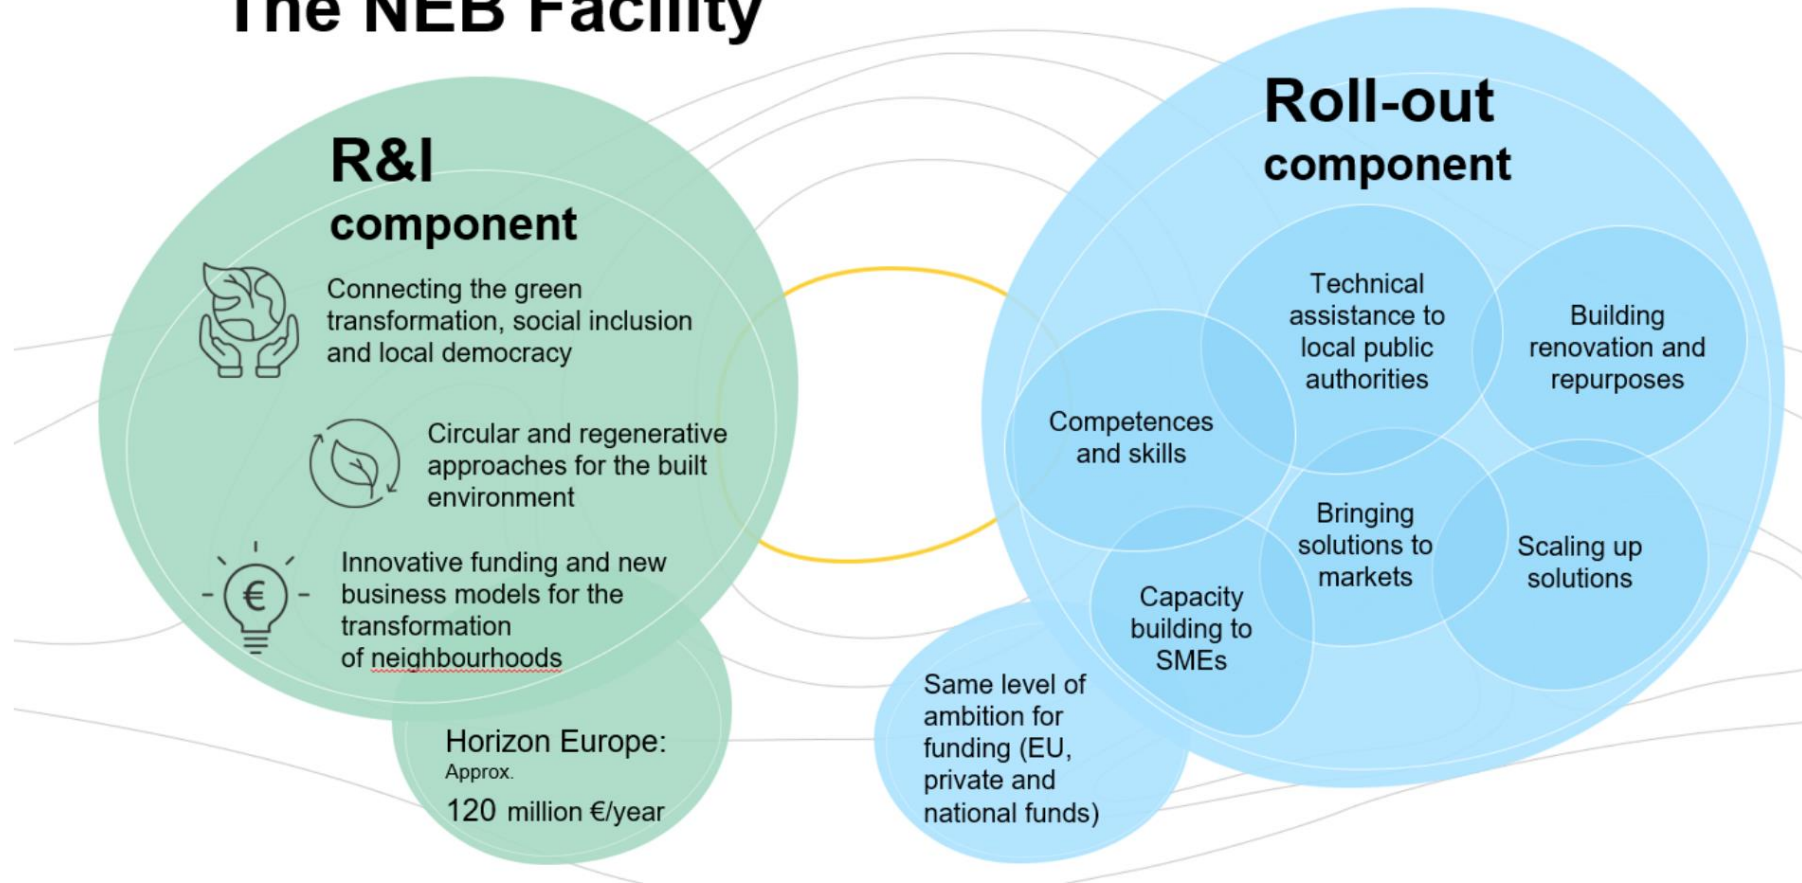 The NEB Facility
R&I
component
Connecting the green
transformation, social inclusion
and local democracy
Circular and regenerative
approaches for the built
environment
€
Innovative funding and new
business models for the
transformation
of neighbourhoods
Horizon Europe:
Approx.
120 million €/year
Roll-out
component
Technical
assistance to
local public
authorities
Building
renovation and
repurposes
Competences
and skills
Bringing
solutions to
markets
Scaling up
solutions
Capacity
building to
SMEs
Same level of
ambition for
funding (EU,
private and
national funds)